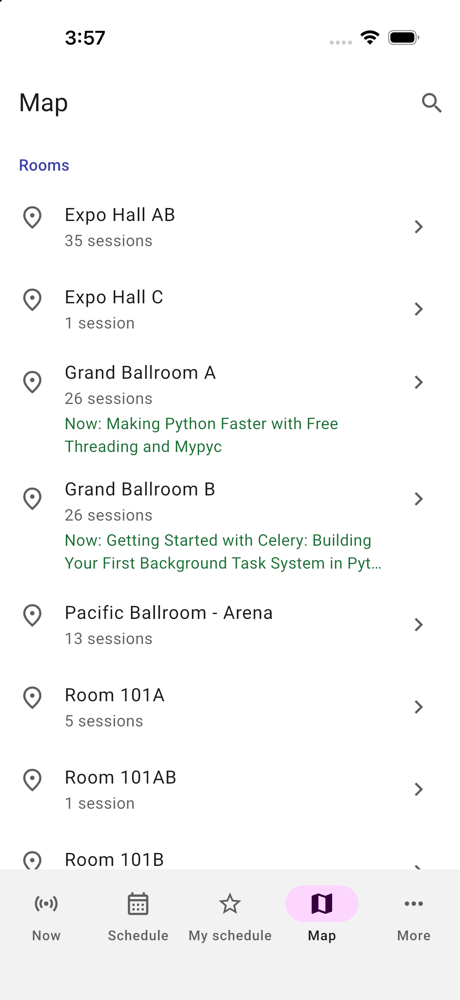 3:57
Map
Rooms
Expo Hall AB
35 sessions
Expo Hall C
1 session
Grand Ballroom A
26 sessions
Now: Making Python Faster with Free
Threading and Mypyc
Grand Ballroom B
26 sessions
Now: Getting Started with Celery: Building
Your First Background Task System in Pyt…
Pacific Ballroom - Arena
13 sessions
Room 101A
5 sessions
Room 101AB
1 session
Room 101B
Now
Schedule
My schedule
Map
More